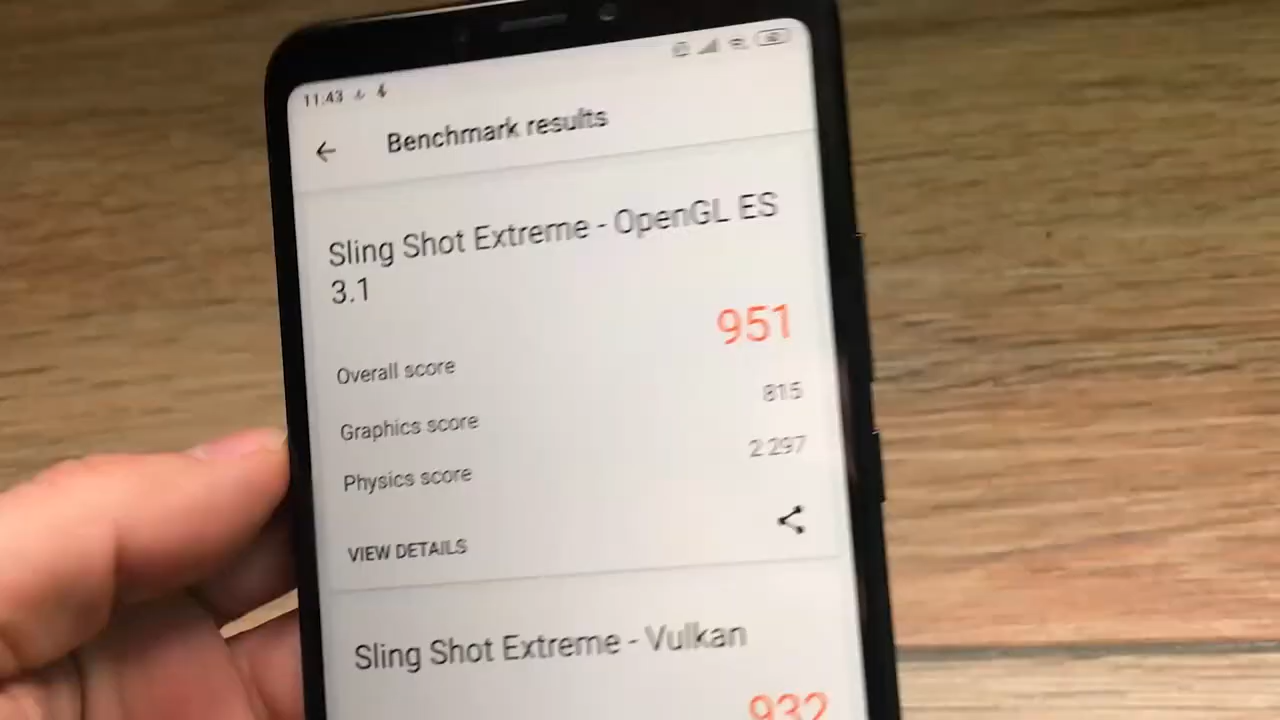 11.43
Benchmark results
Sling Shot Extreme - OpenGL ES
3.1
951
Overall score
815
Graphics score
2 297
Physics score
VIEW DETAILS
Sling Shot Extreme - Vulkan
932